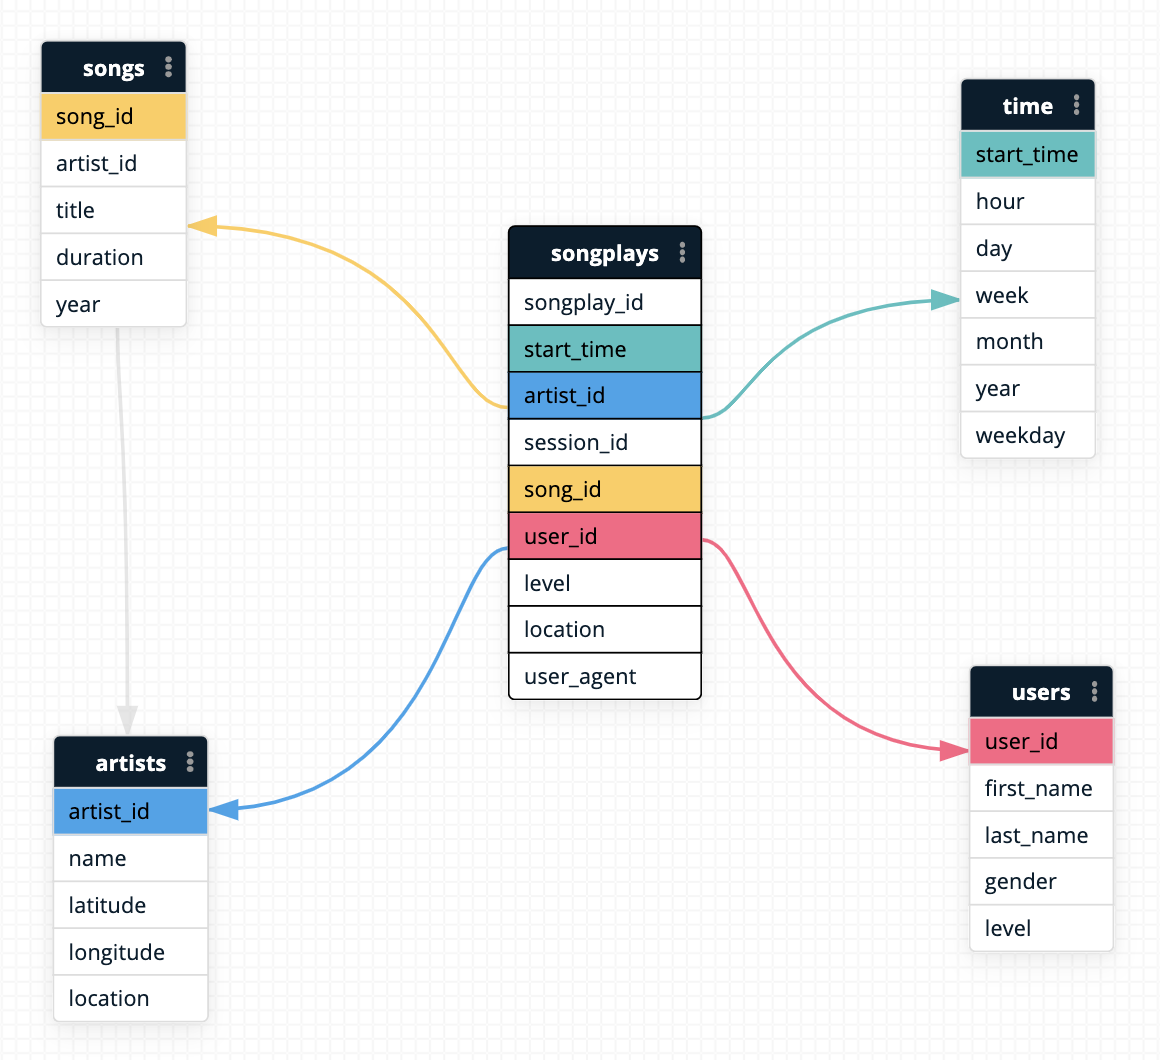 songs
song_id
artist_id
title
duration
year
songplays
songplay_id
start_time
artist_id
session_id
song_id
user_id
level
location
user_agent
time
start_time
hour
day
week
month
year
weekday
artists
artist_id
name
latitude
longitude
location
users
user_id
first_name
last_name
gender
level